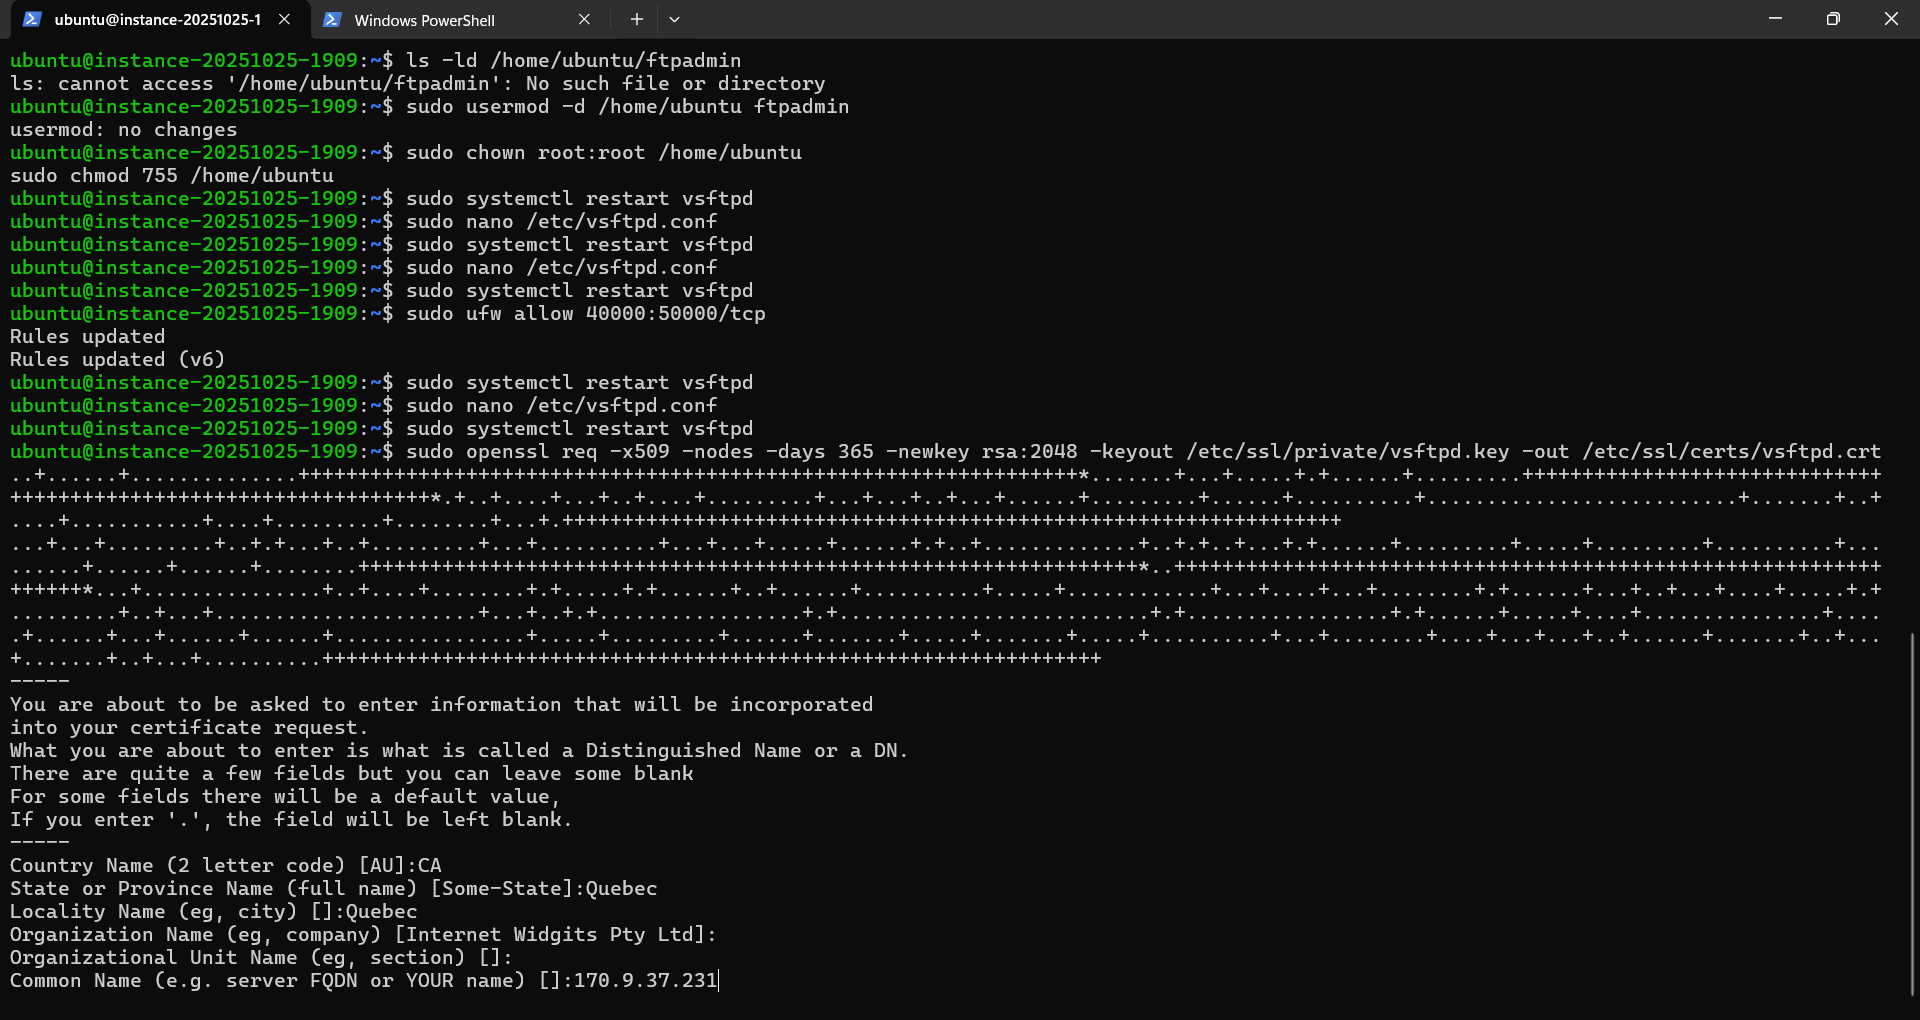 ubuntu@instance-20251025-1
Windows PowerShell
ubuntu@instance-20251025-1909:~$ ls -ld /home/ubuntu/ftpadmin
ls: cannot access '/home/ubuntu/ftpadmin': No such file or directory
ubuntu@instance-20251025-1909:~$ sudo usermod -d /home/ubuntu ftpadmin
usermod: no changes
ubuntu@instance-20251025-1909:~$ sudo chown root:root /home/ubuntu
sudo chmod 755 /home/ubuntu
ubuntu@instance-20251025-1909:~$ sudo systemctl restart vsftpd
ubuntu@instance-20251025-1909:~$ sudo nano /etc/vsftpd.conf
ubuntu@instance-20251025-1909:~$ sudo systemctl restart vsftpd
ubuntu@instance-20251025-1909:~$ sudo nano /etc/vsftpd.conf
ubuntu@instance-20251025-1909:~$ sudo systemctl restart vsftpd
ubuntu@instance-20251025-1909:~$ sudo ufw allow 40000:50000/tcp
Rules updated
Rules updated (v6)
ubuntu@instance-20251025-1909:~$ sudo systemctl restart vsftpd
ubuntu@instance-20251025-1909:~$ sudo nano /etc/vsftpd.conf
ubuntu@instance-20251025-1909:~$ sudo systemctl restart vsftpd
ubuntu@instance-20251025-1909:~$ sudo openssl req -x509 -nodes -days 365 -newkey rsa:2048 -keyout /etc/ssl/private/vsftpd.key -out /etc/ssl/certs/vsftpd.crt
-----
You are about to be asked to enter information that will be incorporated
into your certificate request.
What you are about to enter is what is called a Distinguished Name or a DN.
There are quite a few fields but you can leave some blank
For some fields there will be a default value,
If you enter '.', the field will be left blank.
-----
Country Name (2 letter code) [AU]:CA
State or Province Name (full name) [Some-State]:Quebec
Locality Name (eg, city) []:Quebec
Organization Name (eg, company) [Internet Widgits Pty Ltd]:
Organizational Unit Name (eg, section) []:
Common Name (e.g. server FQDN or YOUR name) []:170.9.37.231